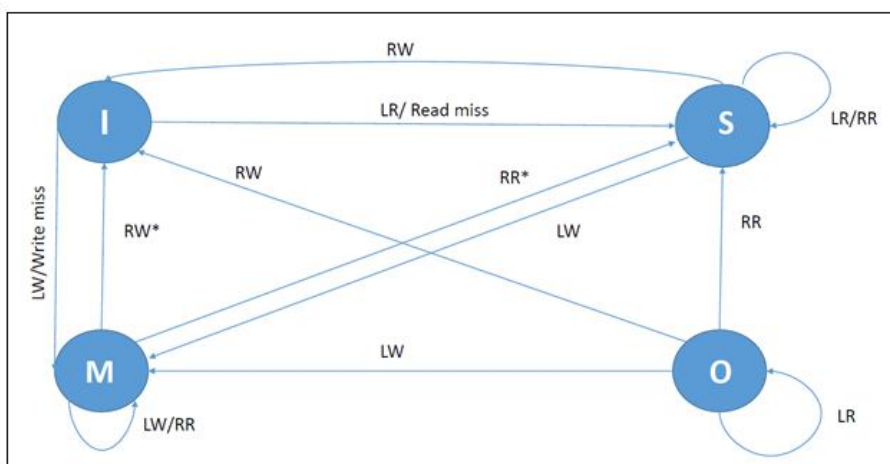 RW
I
LR/ Read miss
S
LR/RR
RW
RR*
LW/Write miss
RW*
LW
RR
M
LW
O
LW/RR
LR